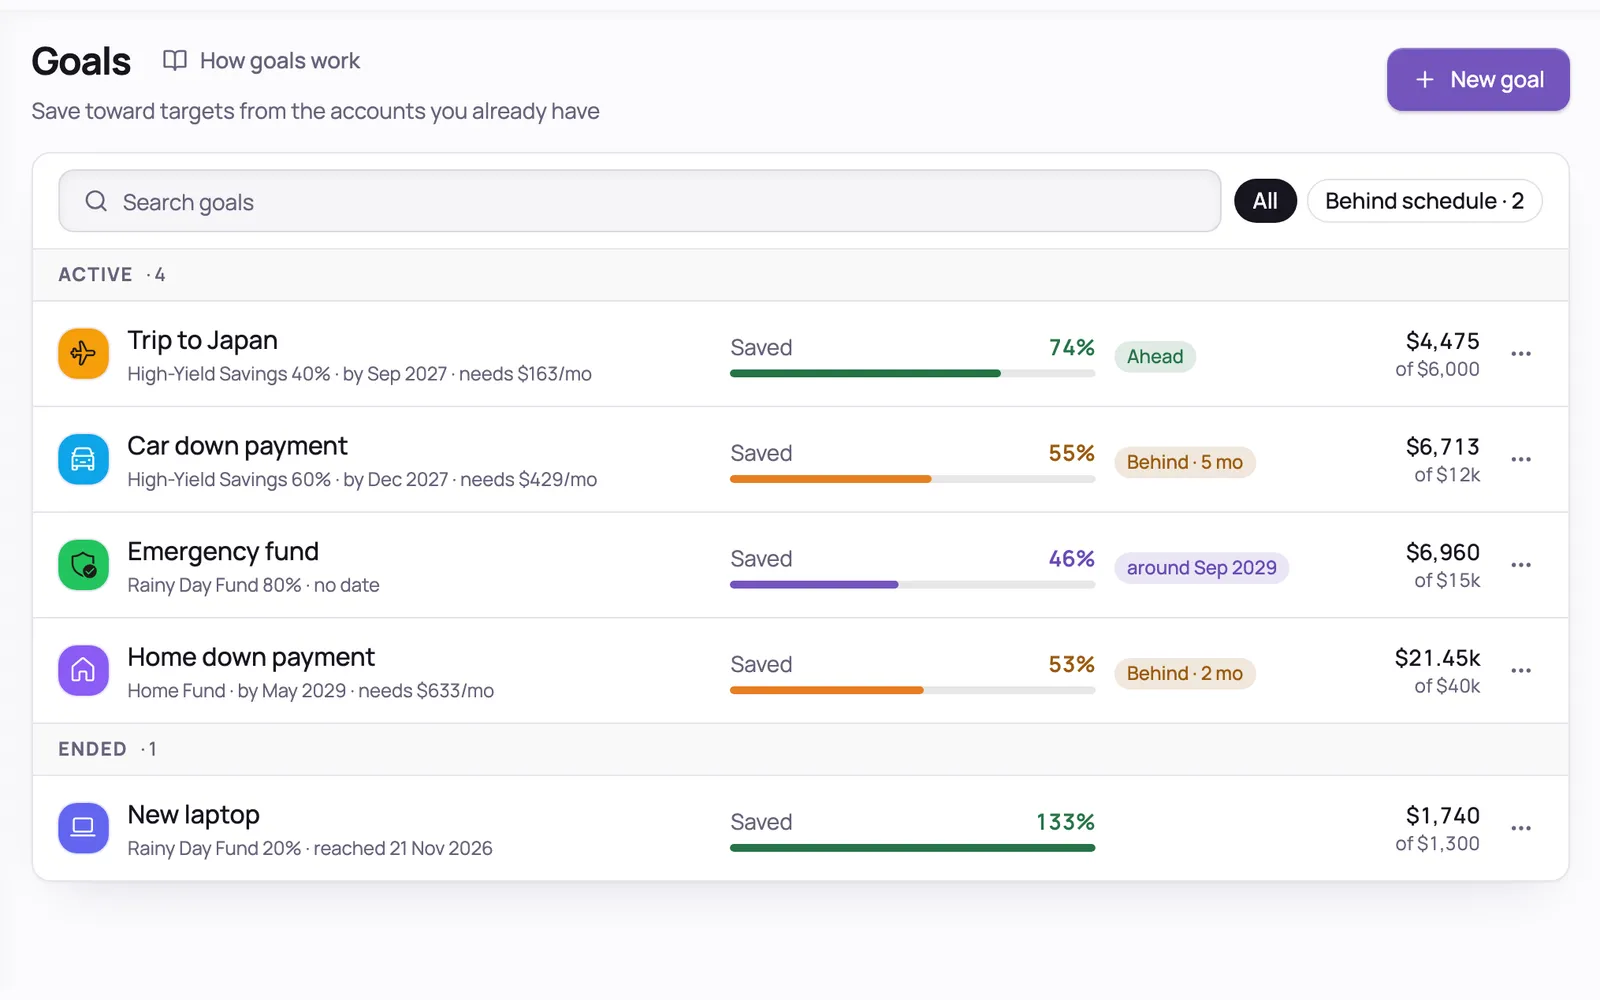 Goals
How goals work
Save toward targets from the accounts you already have
New goal
Search goals
All
Behind schedule · 2
ACTIVE · 4
Trip to Japan
High-Yield Savings 40% · by Sep 2027 · needs $163/mo
Saved 74%
Ahead
$4,475
of $6,000
Car down payment
High-Yield Savings 60% · by Dec 2027 · needs $429/mo
Saved 55%
Behind · 5 mo
$6,713
of $12k
Emergency fund
Rainy Day Fund 80% · no date
Saved 46%
around Sep 2029
$6,960
of $15k
Home down payment
Home Fund · by May 2029 · needs $633/mo
Saved 53%
Behind · 2 mo
$21.45k
of $40k
ENDED · 1
New laptop
Rainy Day Fund 20% · reached 21 Nov 2026
Saved 133%
$1,740
of $1,300